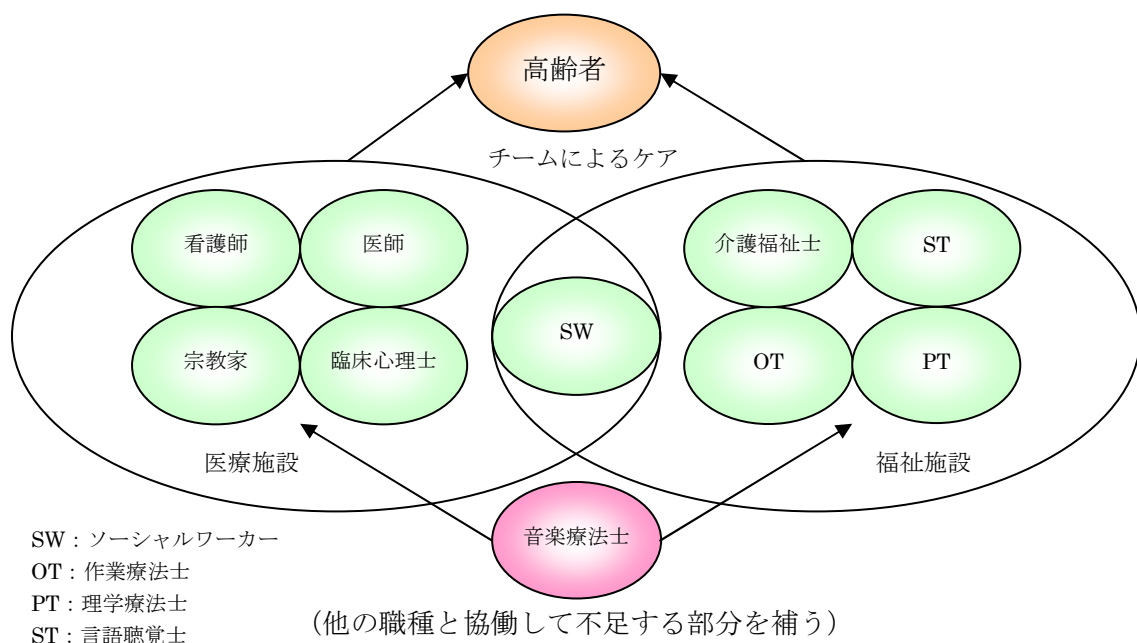 高齢者
チームによるケア
看護師
医師
介護福祉士
ST
SW
宗教家
臨床心理士
OT
PT
医療施設
福祉施設
音楽療法士
SW：ソーシャルワーカー
OT：作業療法士
PT：理学療法士
ST：言語聴覚士
（他の職種と協働して不足する部分を補う）